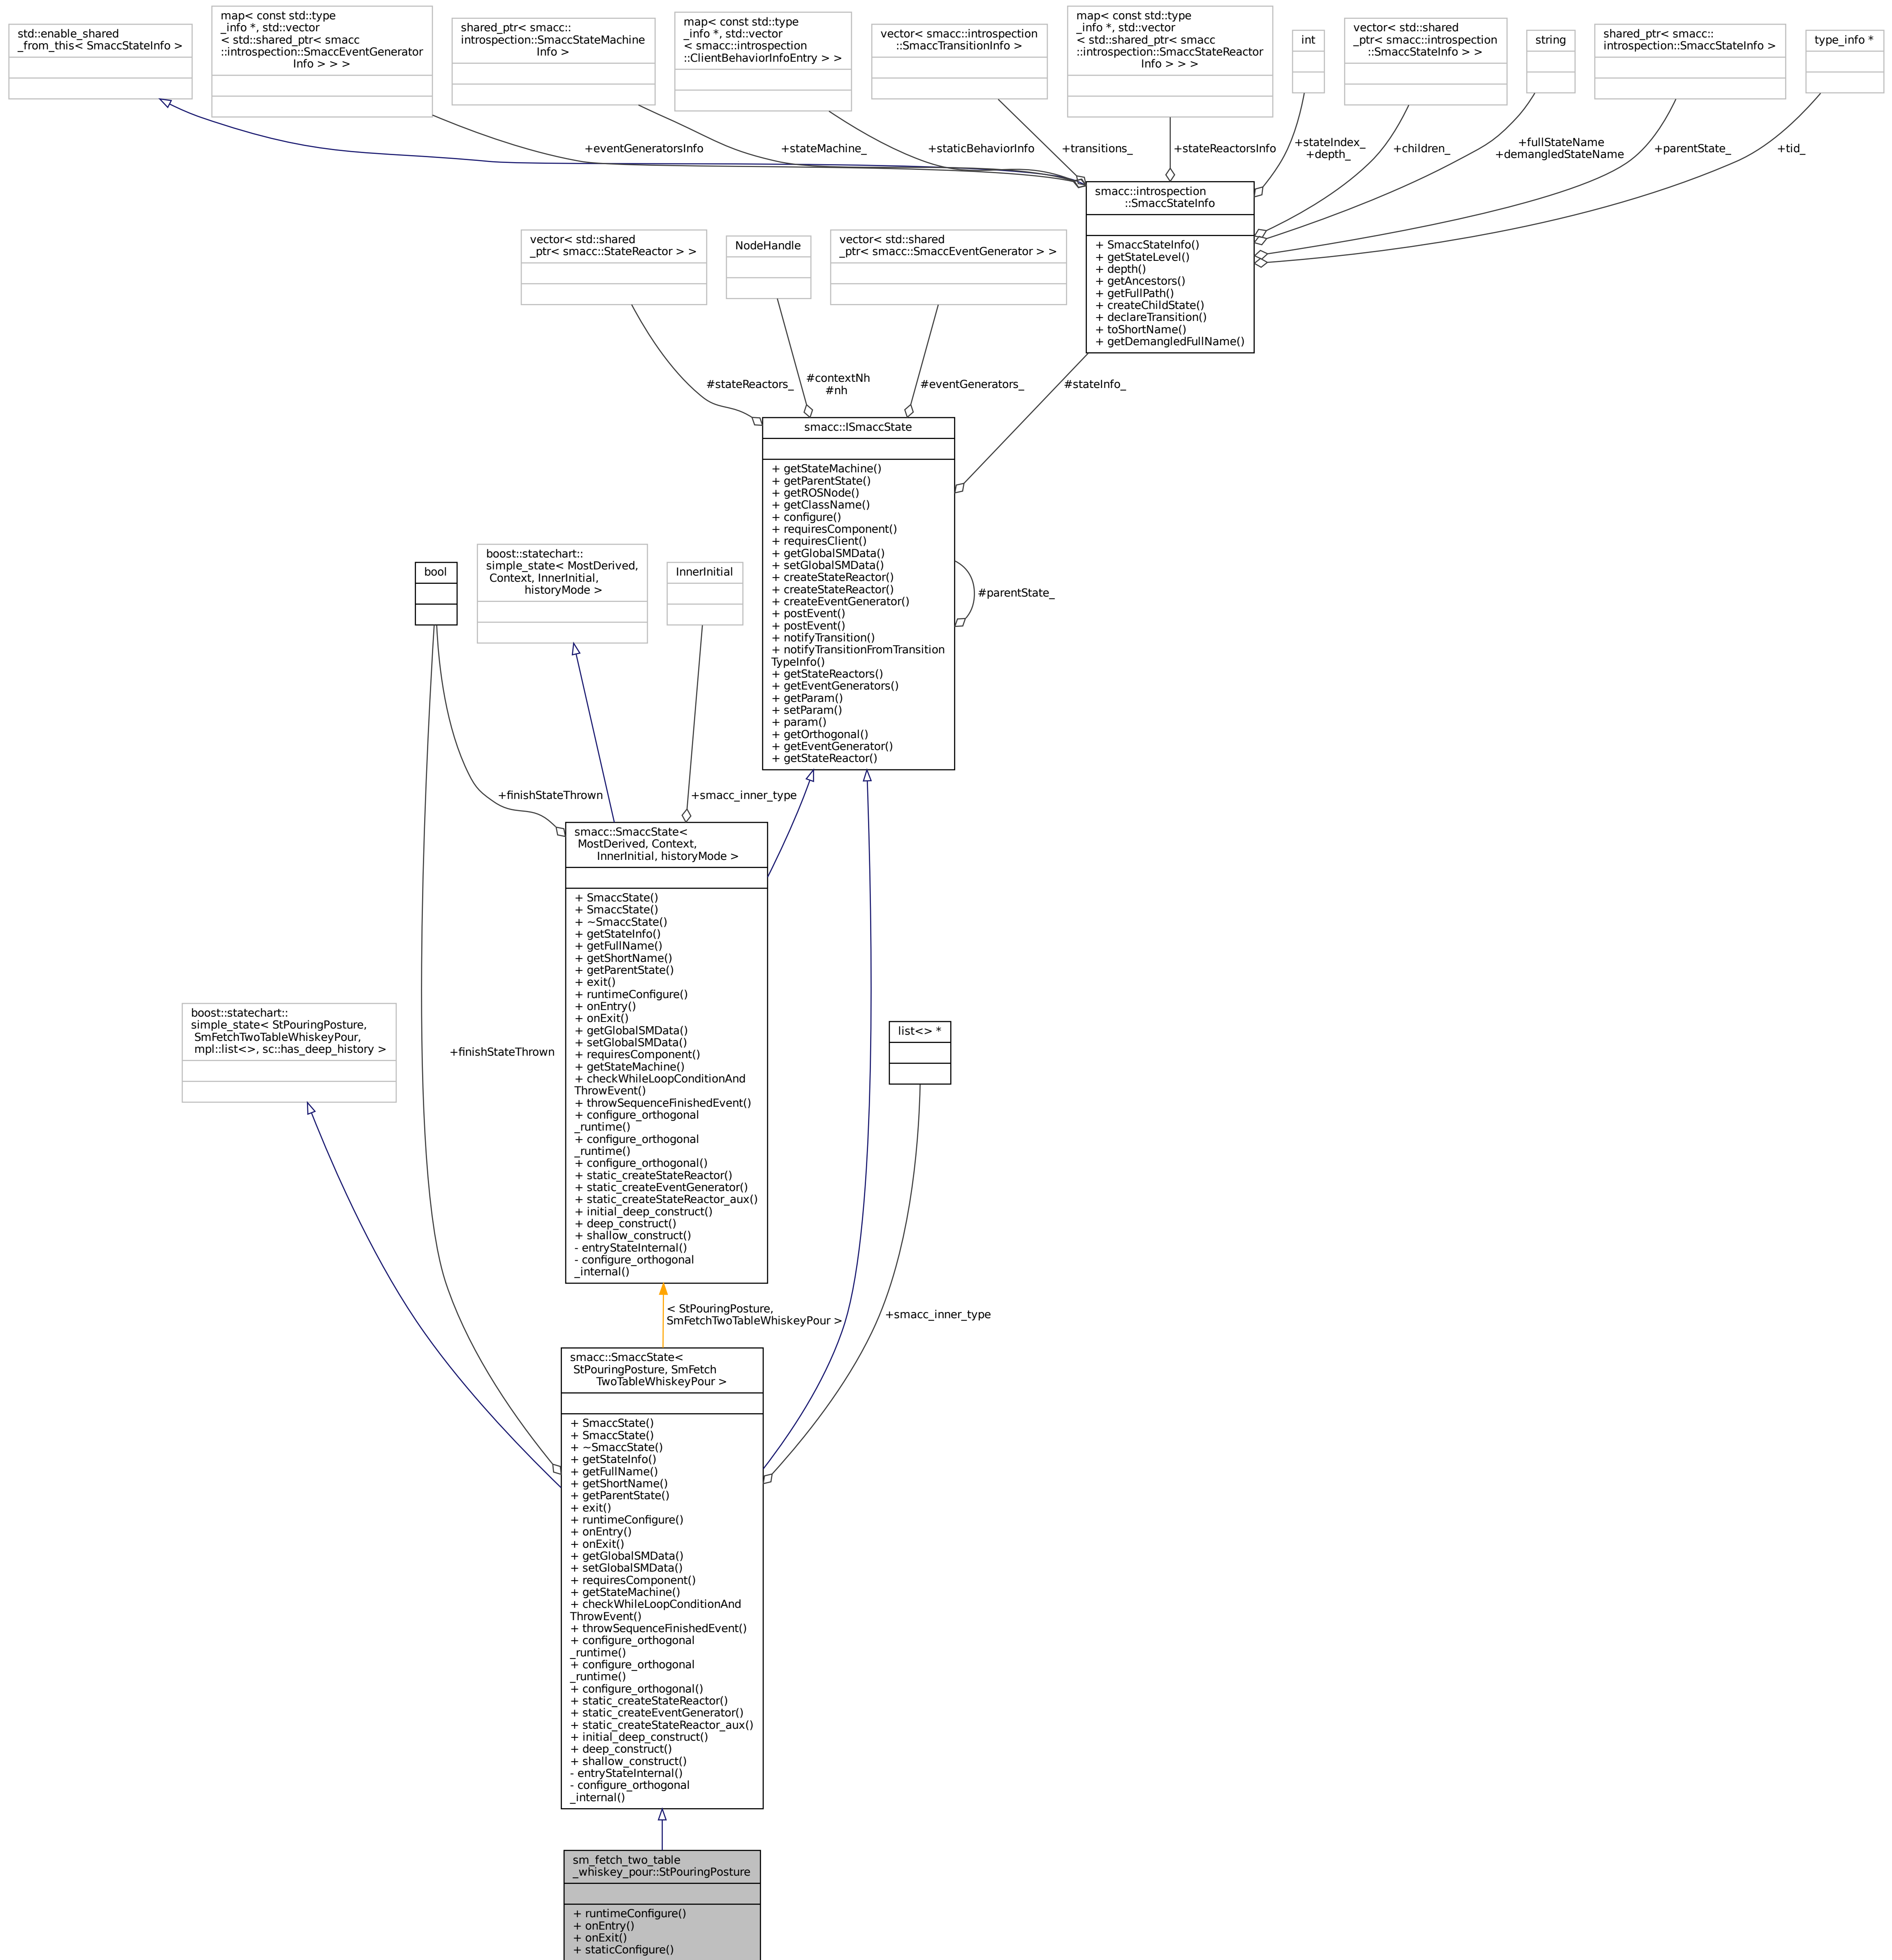 std::enable_shared
_from_this< SmaccStateInfo >
map< const std::type
_info *, std::vector
< std::shared_ptr< smacc
::introspection::SmaccEventGenerator
Info > > >
shared_ptr< smacc::
introspection::SmaccStateMachine
Info >
map< const std::type
_info *, std::vector
< smacc::introspection
::ClientBehaviorInfoEntry > >
vector< smacc::introspection
::SmaccTransitionInfo >
map< const std::type
_info *, std::vector
< std::shared_ptr< smacc
::introspection::SmaccStateReactor
Info > > >
int
vector< std::shared
_ptr< smacc::introspection
::SmaccStateInfo > >
string
shared_ptr< smacc::
introspection::SmaccStateInfo >
type_info *
+eventGeneratorsInfo
+stateMachine_
+staticBehaviorInfo
+transitions_
+stateReactorsInfo
+stateIndex_
+depth_
+children_
+fullStateName
+demangledStateName
+parentState_
+tid_
smacc::introspection
::SmaccStateInfo
+ SmaccStateInfo()
+ getStateLevel()
+ depth()
+ getAncestors()
+ getFullPath()
+ createChildState()
+ declareTransition()
+ toShortName()
+ getDemangledFullName()
vector< std::shared
_ptr< smacc::StateReactor > >
NodeHandle
vector< std::shared
_ptr< smacc::SmaccEventGenerator > >
#stateReactors_
#contextNh
#nh
#eventGenerators_
#stateInfo_
smacc::ISmaccState
+ getStateMachine()
+ getParentState()
+ getROSNode()
+ getClassName()
+ configure()
+ requiresComponent()
+ requiresClient()
+ getGlobalSMData()
+ setGlobalSMData()
+ createStateReactor()
+ createStateReactor()
+ createEventGenerator()
+ postEvent()
+ postEvent()
+ notifyTransition()
+ notifyTransitionFromTransition
TypeInfo()
+ getStateReactors()
+ getEventGenerators()
+ getParam()
+ setParam()
+ param()
+ getOrthogonal()
+ getEventGenerator()
+ getStateReactor()
#parentState_
bool
boost::statechart::
simple_state< MostDerived,
Context, InnerInitial,
historyMode >
InnerInitial
+finishStateThrown
+smacc_inner_type
smacc::SmaccState<
MostDerived, Context,
InnerInitial, historyMode >
+ SmaccState()
+ SmaccState()
+ ~SmaccState()
+ getStateInfo()
+ getFullName()
+ getShortName()
+ getParentState()
+ exit()
+ runtimeConfigure()
+ onEntry()
+ onExit()
+ getGlobalSMData()
+ setGlobalSMData()
+ requiresComponent()
+ getStateMachine()
+ checkWhileLoopConditionAnd
ThrowEvent()
+ throwSequenceFinishedEvent()
+ configure_orthogonal
_runtime()
+ configure_orthogonal
_runtime()
+ configure_orthogonal()
+ static_createStateReactor()
+ static_createEventGenerator()
+ static_createStateReactor_aux()
+ initial_deep_construct()
+ deep_construct()
+ shallow_construct()
- entryStateInternal()
- configure_orthogonal
_internal()
boost::statechart::
simple_state< StPouringPosture,
SmFetchTwoTableWhiskeyPour,
mpl::list<>, sc::has_deep_history >
+finishStateThrown
list<> *
< StPouringPosture,
SmFetchTwoTableWhiskeyPour >
+smacc_inner_type
smacc::SmaccState<
StPouringPosture, SmFetch
TwoTableWhiskeyPour >
+ SmaccState()
+ SmaccState()
+ ~SmaccState()
+ getStateInfo()
+ getFullName()
+ getShortName()
+ getParentState()
+ exit()
+ runtimeConfigure()
+ onEntry()
+ onExit()
+ getGlobalSMData()
+ setGlobalSMData()
+ requiresComponent()
+ getStateMachine()
+ checkWhileLoopConditionAnd
ThrowEvent()
+ throwSequenceFinishedEvent()
+ configure_orthogonal
_runtime()
+ configure_orthogonal
_runtime()
+ configure_orthogonal()
+ static_createStateReactor()
+ static_createEventGenerator()
+ static_createStateReactor_aux()
+ initial_deep_construct()
+ deep_construct()
+ shallow_construct()
- entryStateInternal()
- configure_orthogonal
_internal()
sm_fetch_two_table
_whiskey_pour::StPouringPosture
+ runtimeConfigure()
+ onEntry()
+ onExit()
+ staticConfigure()